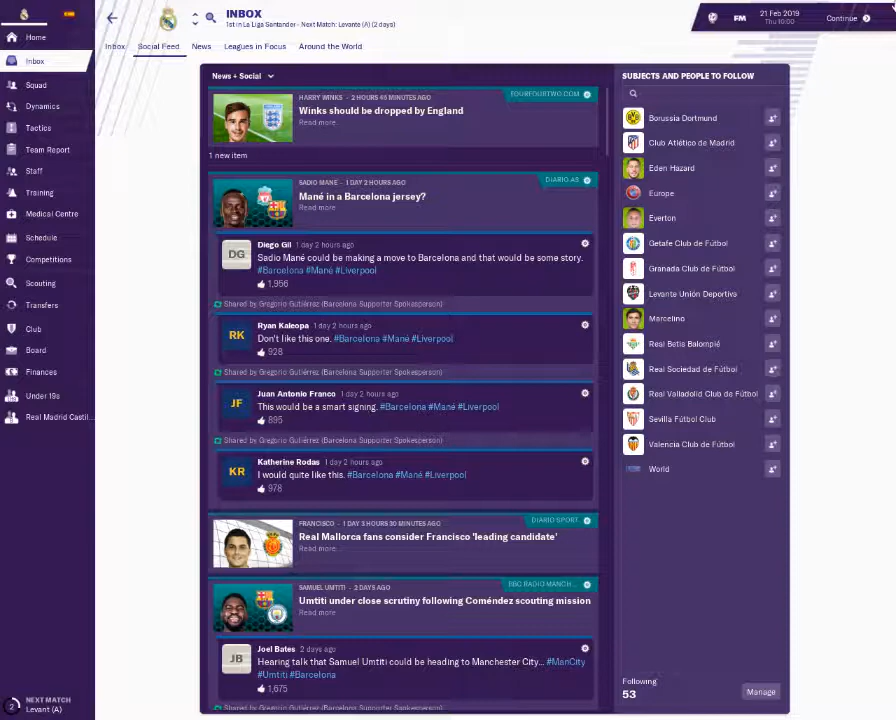 INBOX
1st in La Liga Santander - Next Match: Levante (A) (2 days)
FM
21 Feb 2019
Thu 10:00
Continue
Home
Inbox
Squad
Dynamics
Tactics
Team Report
Staff
Training
Medical Centre
Schedule
Competitions
Scouting
Transfers
Club
Board
Finances
Under 19s
Real Madrid Castil...
2
NEXT MATCH
Levant (A)
Inbox
Social Feed
News
Leagues in Focus
Around the World
News + Social
HARRY WINKS - 2 HOURS 45 MINUTES AGO
FOURFOURTWO.COM
Winks should be dropped by England
Read more
1 new item
SADIO MANÉ - 1 DAY 2 HOURS AGO
DIARIO AS
Mané in a Barcelona jersey?
Read more
DG
Diego Gil 1 day 2 hours ago
Sadio Mané could be making a move to Barcelona and that would be some story.
#Barcelona #Mané #Liverpool
1,956
Shared by Gregorio Gutiérrez (Barcelona Supporter Spokesperson)
RK
Ryan Kaleopa 1 day 2 hours ago
Don't like this one. #Barcelona #Mané #Liverpool
928
Shared by Gregorio Gutiérrez (Barcelona Supporter Spokesperson)
JF
Juan Antonio Franco 1 day 2 hours ago
This would be a smart signing. #Barcelona #Mané #Liverpool
895
Shared by Gregorio Gutiérrez (Barcelona Supporter Spokesperson)
KR
Katherine Rodas 1 day 2 hours ago
I would quite like this. #Barcelona #Mané #Liverpool
978
FRANCISCO - 1 DAY 3 HOURS 30 MINUTES AGO
DIARIO SPORT
Real Mallorca fans consider Francisco 'leading candidate'
Read more
SAMUEL UMTITI - 2 DAYS AGO
BBC RADIO MANCH...
Umtiti under close scrutiny following Coméndez scouting mission
Read more
JB
Joel Bates 2 days ago
Hearing talk that Samuel Umtiti could be heading to Manchester City... #ManCity
#Umtiti #Barcelona
1,675
Shared by Gregorio Gutiérrez (Barcelona Supporter Spokesperson)
SUBJECTS AND PEOPLE TO FOLLOW
Borussia Dortmund
Club Atlético de Madrid
Eden Hazard
Europe
Everton
Getafe Club de Fútbol
Granada Club de Fútbol
Levante Unión Deportiva
Marcelino
Real Betis Balompié
Real Sociedad de Fútbol
Real Valladolid Club de Fútbol
Sevilla Fútbol Club
Valencia Club de Fútbol
World
Following
53
Manage